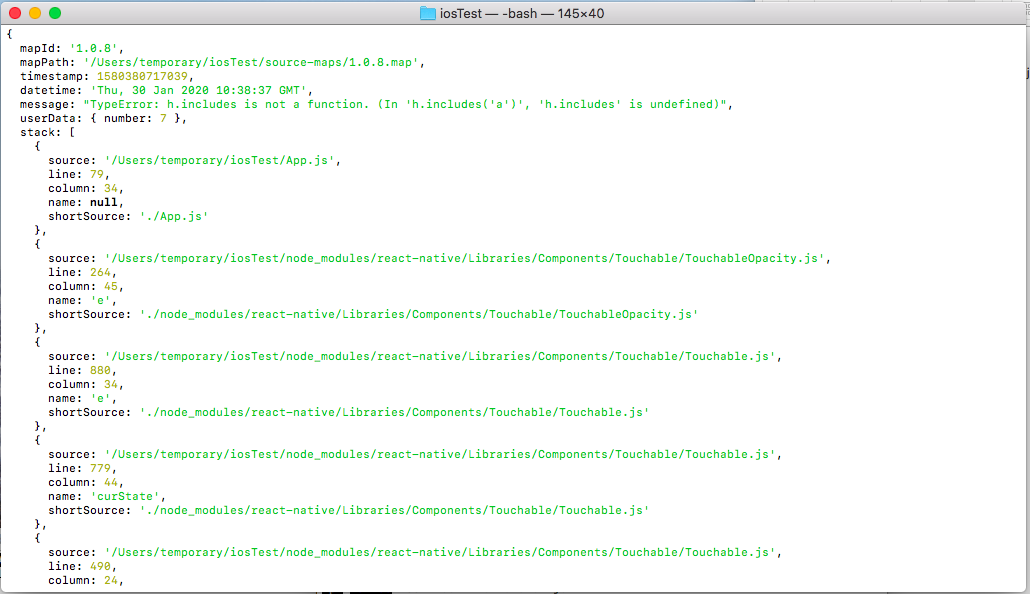 iosTest — -bash — 145×40
{
  mapId: '1.0.8',
  mapPath: '/Users/temporary/iosTest/source-maps/1.0.8.map',
  timestamp: 1580380717039,
  datetime: 'Thu, 30 Jan 2020 10:38:37 GMT',
  message: "TypeError: h.includes is not a function. (In 'h.includes('a')', 'h.includes' is undefined)",
  userData: { number: 7 },
  stack: [
    {
      source: '/Users/temporary/iosTest/App.js',
      line: 79,
      column: 34,
      name: null,
      shortSource: './App.js'
    },
    {
      source: '/Users/temporary/iosTest/node_modules/react-native/Libraries/Components/Touchable/TouchableOpacity.js',
      line: 264,
      column: 45,
      name: 'e',
      shortSource: './node_modules/react-native/Libraries/Components/Touchable/TouchableOpacity.js'
    },
    {
      source: '/Users/temporary/iosTest/node_modules/react-native/Libraries/Components/Touchable/Touchable.js',
      line: 880,
      column: 34,
      name: 'e',
      shortSource: './node_modules/react-native/Libraries/Components/Touchable/Touchable.js'
    },
    {
      source: '/Users/temporary/iosTest/node_modules/react-native/Libraries/Components/Touchable/Touchable.js',
      line: 779,
      column: 44,
      name: 'curState',
      shortSource: './node_modules/react-native/Libraries/Components/Touchable/Touchable.js'
    },
    {
      source: '/Users/temporary/iosTest/node_modules/react-native/Libraries/Components/Touchable/Touchable.js',
      line: 490,
      column: 24,